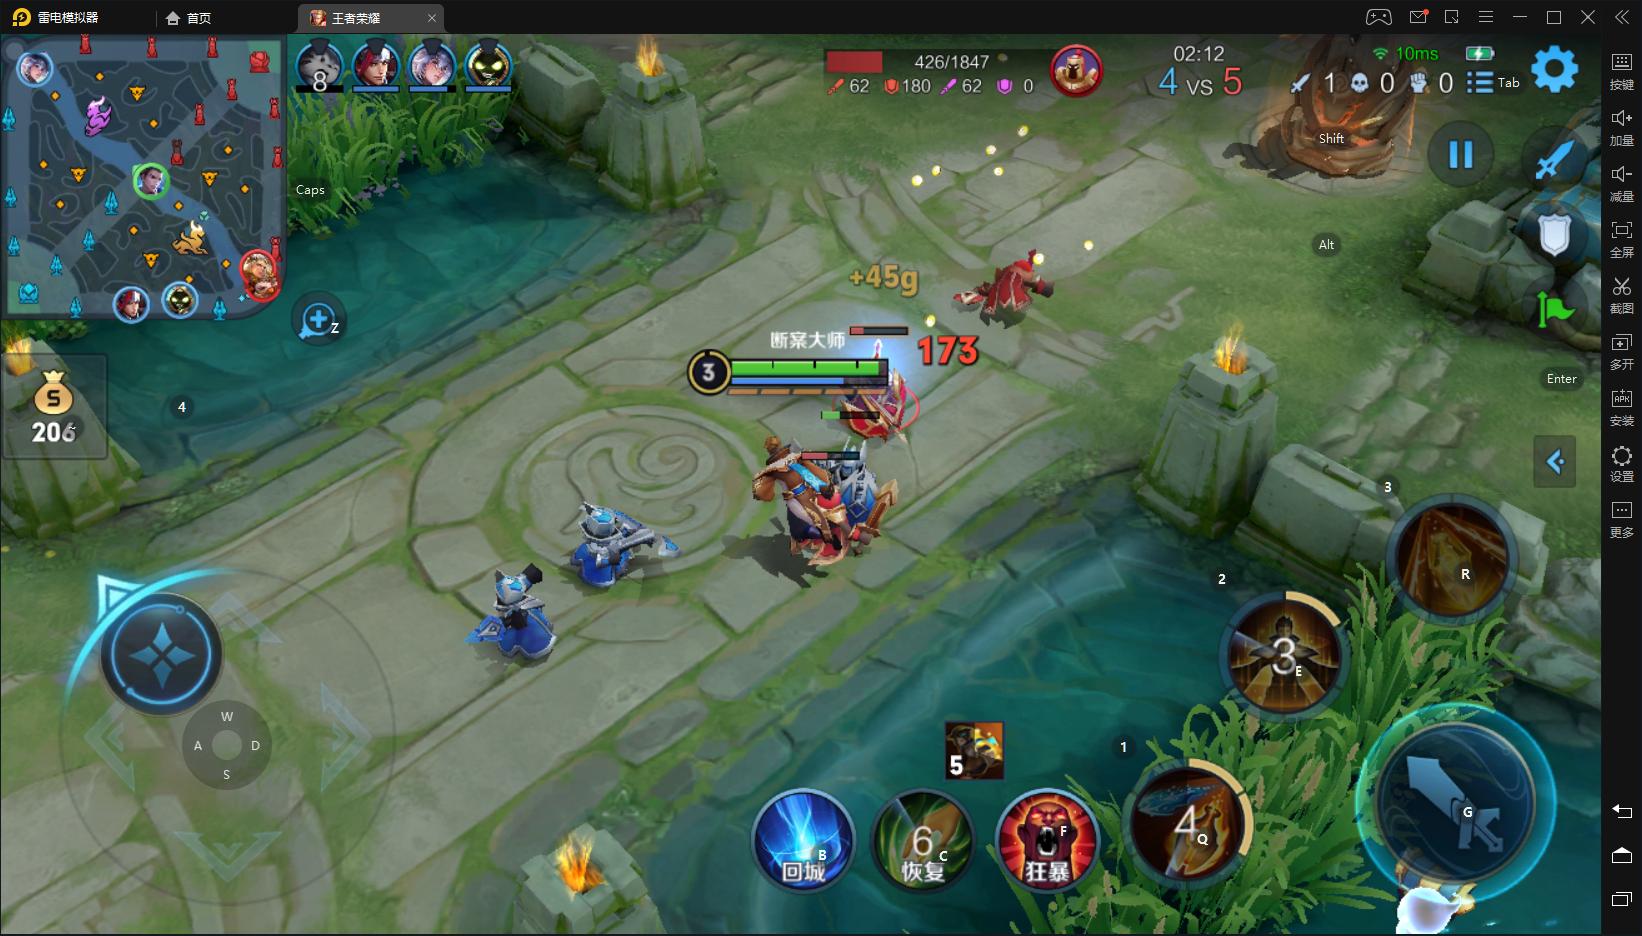 雷电模拟器
首页
王者荣耀
8
426/1847
62 180 62 0
02:12
4 vs 5
10ms
1 0 0
Tab
Shift
Caps
Alt
Z
+45g
断案大师
173
3
S
206
4
Enter
3
R
2
3
E
W
A D
S
1
5
B
回城
6
C
恢复
F
狂暴
4
Q
G
按键
加量
减量
全屏
截图
多开
APK
安装
设置
更多